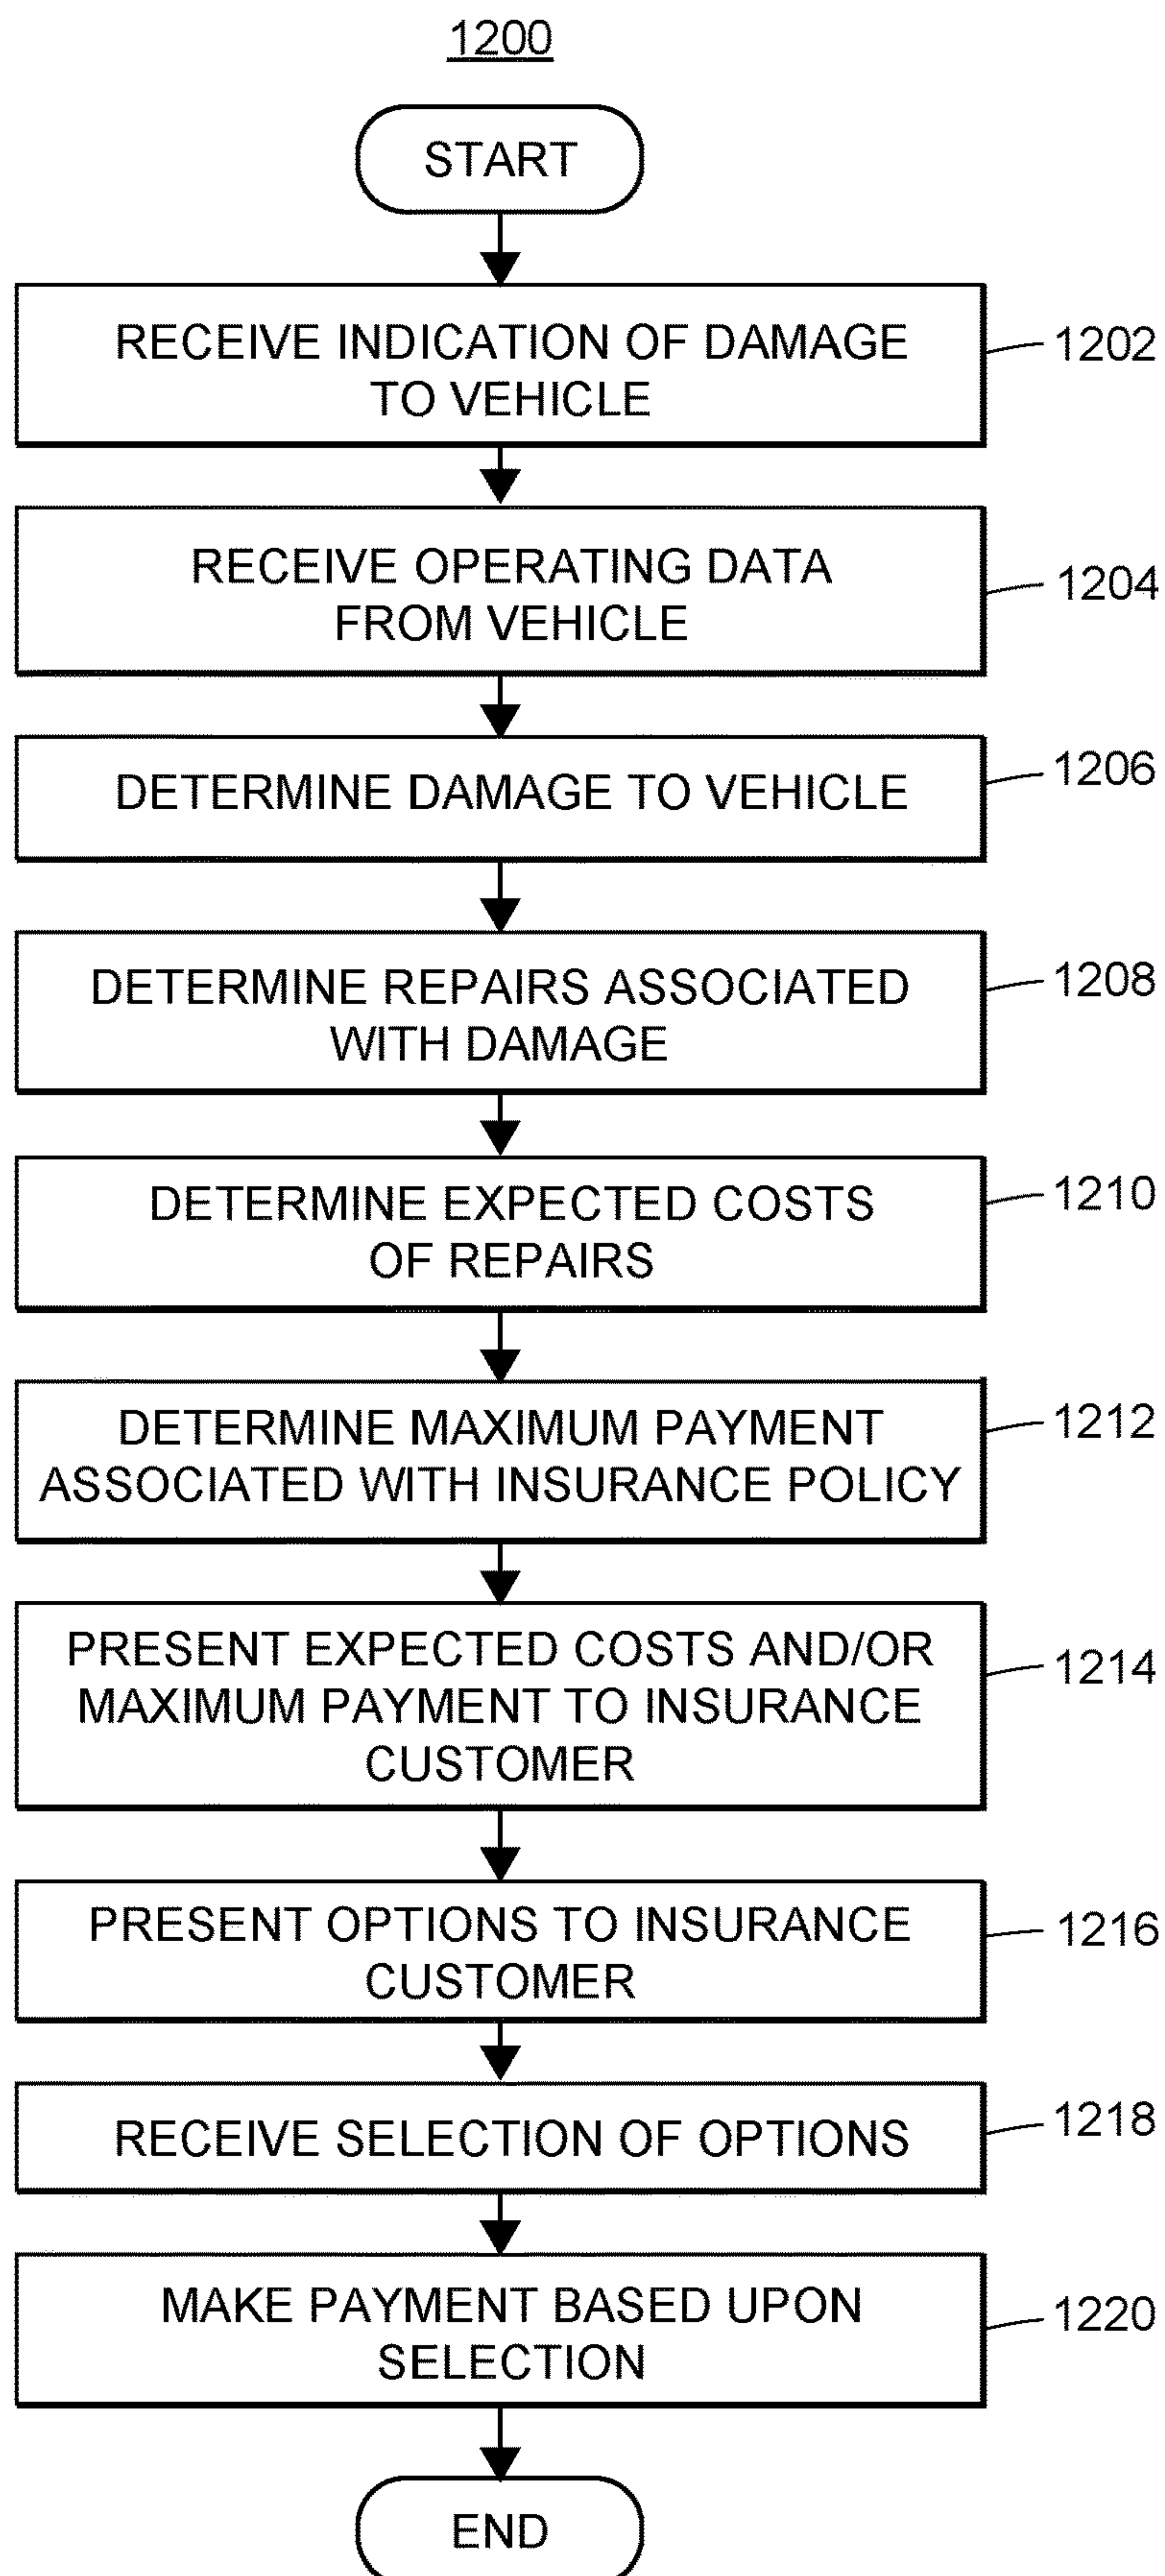 1200
START
RECEIVE INDICATION OF DAMAGE
TO VEHICLE
1202
RECEIVE OPERATING DATA
FROM VEHICLE
1204
DETERMINE DAMAGE TO VEHICLE
1206
DETERMINE REPAIRS ASSOCIATED
WITH DAMAGE
1208
DETERMINE EXPECTED COSTS
OF REPAIRS
1210
DETERMINE MAXIMUM PAYMENT
ASSOCIATED WITH INSURANCE POLICY
1212
PRESENT EXPECTED COSTS AND/OR
MAXIMUM PAYMENT TO INSURANCE
CUSTOMER
1214
PRESENT OPTIONS TO INSURANCE
CUSTOMER
1216
RECEIVE SELECTION OF OPTIONS
1218
MAKE PAYMENT BASED UPON
SELECTION
1220
END